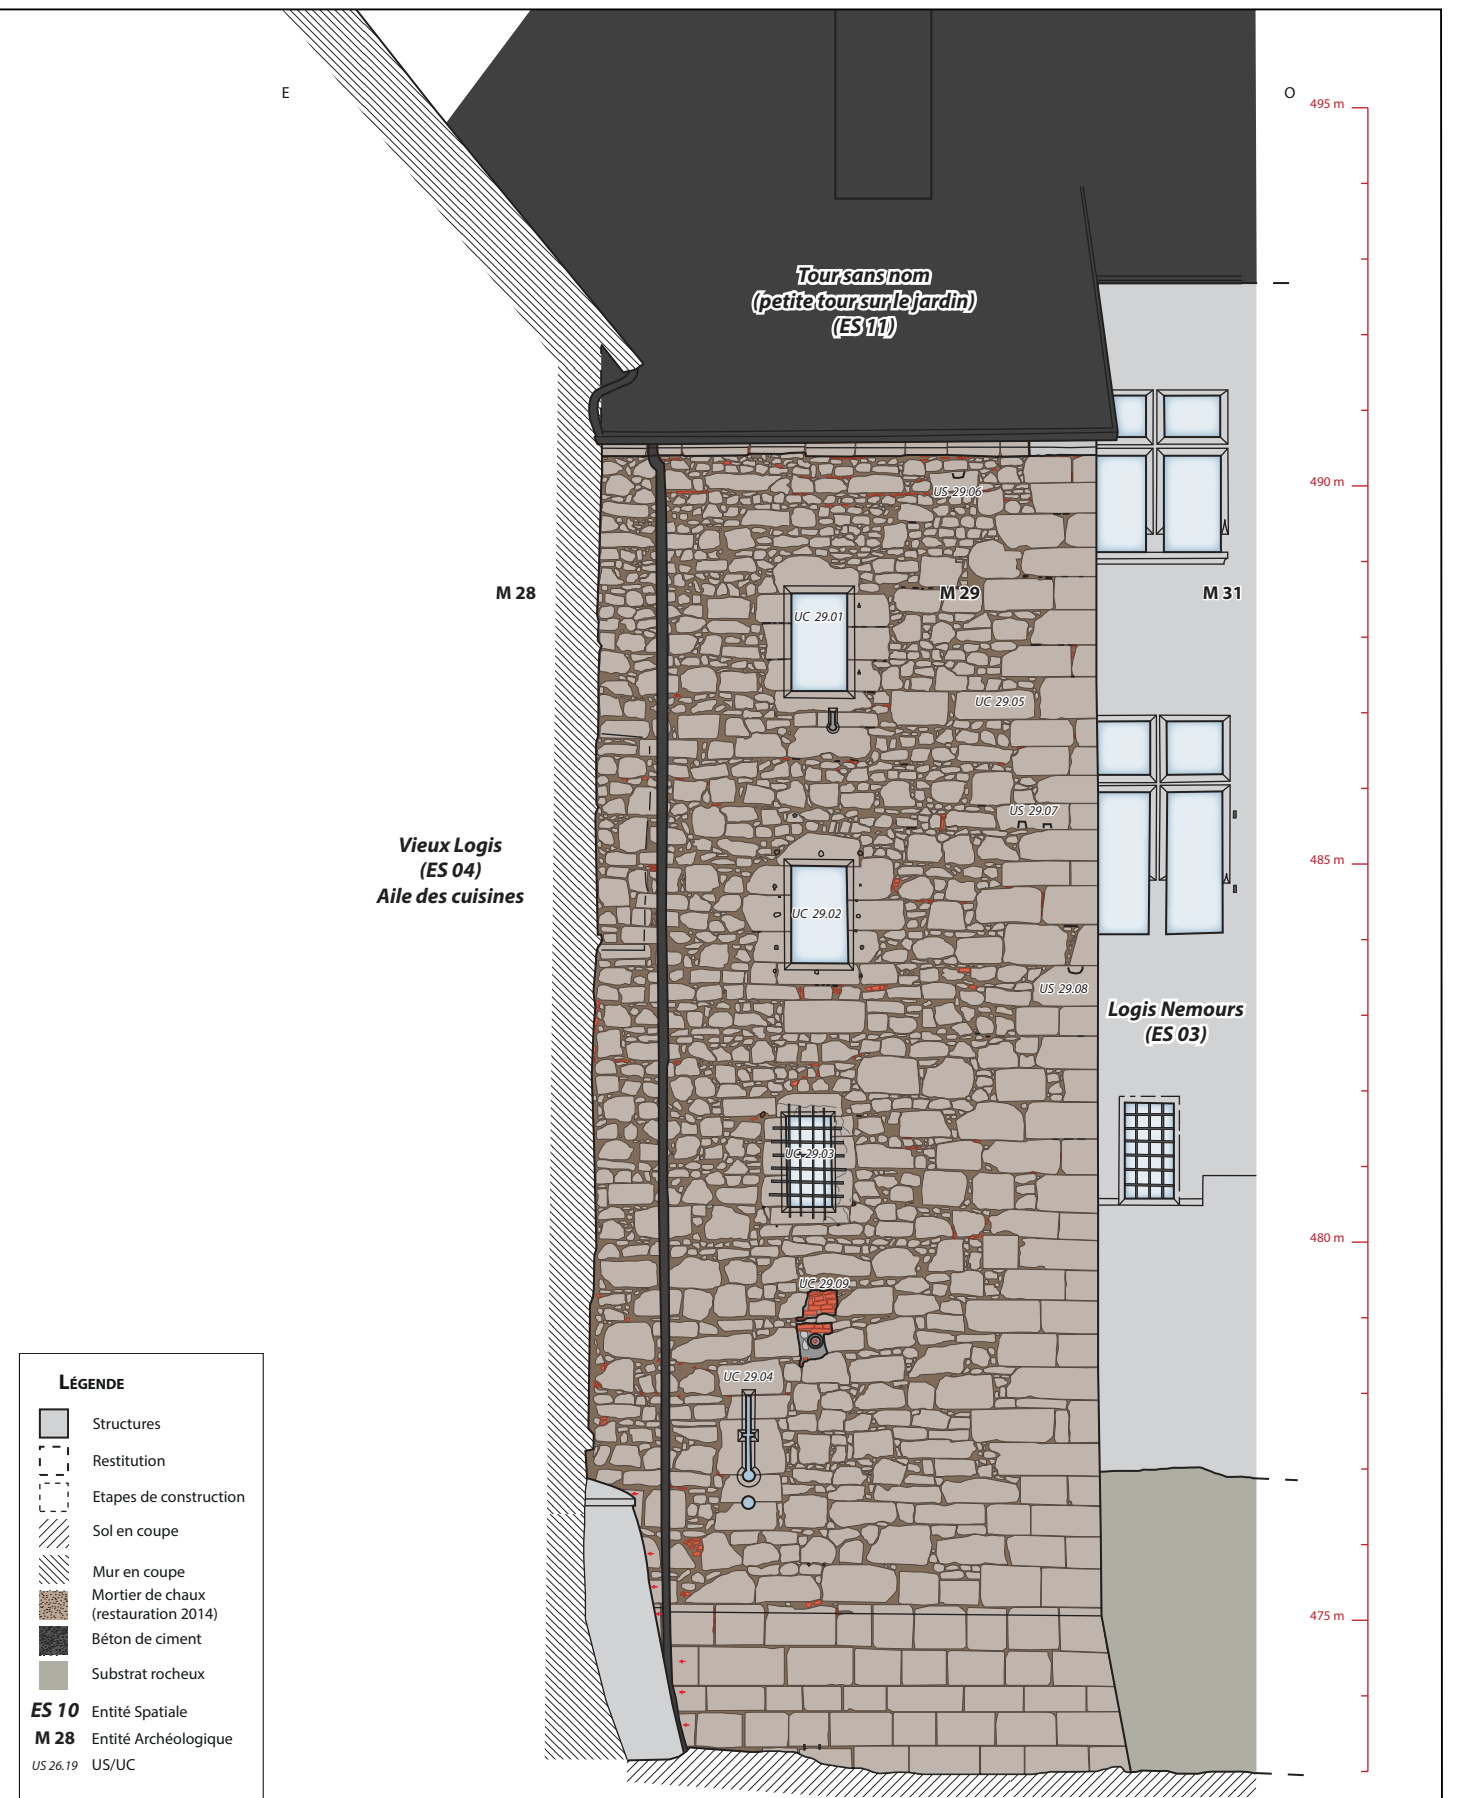 E
O
495 m
Tour sans nom
(petite tour sur le jardin)
(ES 11)
490 m
US 29.06
M 28
M 29
M 31
UC 29.01
UC 29.05
US 29.07
485 m
Vieux Logis
(ES 04)
Aile des cuisines
UC 29.02
US 29.08
Logis Nemours
(ES 03)
UC 29.03
480 m
UC 29.09
UC 29.04
475 m
LÉGENDE
Structures
Restitution
Etapes de construction
Sol en coupe
Mur en coupe
Mortier de chaux
(restauration 2014)
Béton de ciment
Substrat rocheux
ES 10 Entité Spatiale
M 28 Entité Archéologique
US 26.19 US/UC